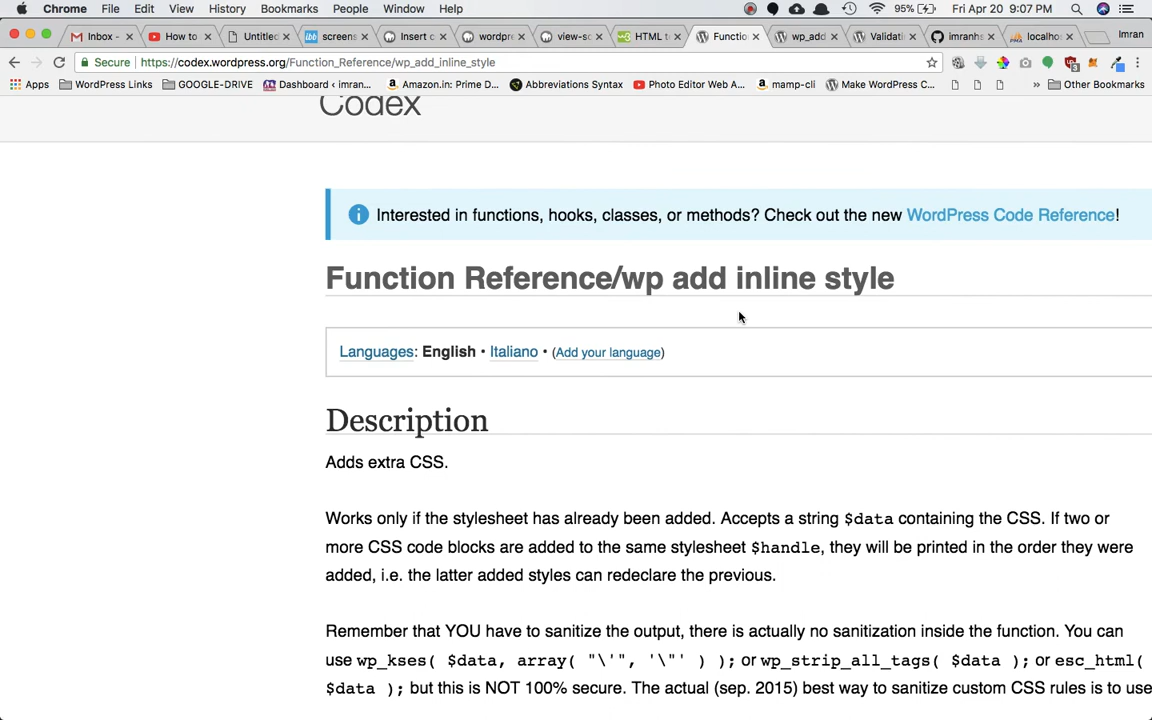 Chrome File Edit View History Bookmarks People Window Help 95% Fri Apr 20 9:07 PM
Inbox - How to Untitled screens Insert c wordpre view-sc HTML t Functio wp_add Validati imranhs localhos Imran
Secure https://codex.wordpress.org/Function_Reference/wp_add_inline_style
Apps WordPress Links GOOGLE-DRIVE Dashboard ‹ imran... Amazon.in: Prime D... Abbreviations Syntax Photo Editor Web A... mamp-cli Make WordPress C... » Other Bookmarks
Codex
Interested in functions, hooks, classes, or methods? Check out the new WordPress Code Reference!
Function Reference/wp add inline style
Languages: English • Italiano • (Add your language)
Description
Adds extra CSS.
Works only if the stylesheet has already been added. Accepts a string $data containing the CSS. If two or
more CSS code blocks are added to the same stylesheet $handle, they will be printed in the order they were
added, i.e. the latter added styles can redeclare the previous.
Remember that YOU have to sanitize the output, there is actually no sanitization inside the function. You can
use wp_kses( $data, array( "\'", '\"' ) ); or wp_strip_all_tags( $data ); or esc_html(
$data ); but this is NOT 100% secure. The actual (sep. 2015) best way to sanitize custom CSS rules is to use